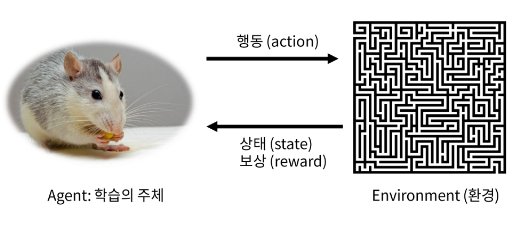 행동 (action)
상태 (state)
보상 (reward)
Agent: 학습의 주체
Environment (환경)